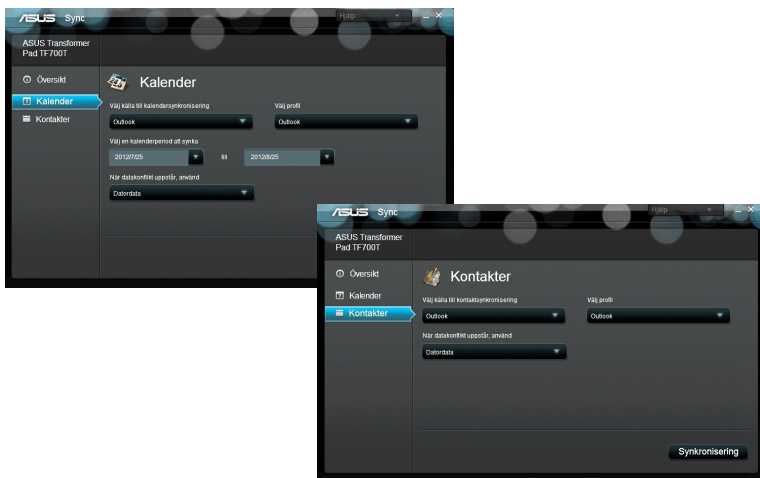 ASUS Sync
Hjälp
ASUS Transformer
Pad TF700T
Översikt
Kalender
Kontakter
Kalender
Välj källa till kalendersynkronisering
Välj profil
Outlook
Outlook
Välj en kalenderperiod att synka
2012/7/25
till
2012/8/25
När datakonflikt uppstår, använd
Datordata
ASUS Sync
Hjälp
ASUS Transformer
Pad TF700T
Översikt
Kalender
Kontakter
Kontakter
Välj källa till kontaktsynkronisering
Välj profil
Outlook
Outlook
När datakonflikt uppstår, använd
Datordata
Synkronisering